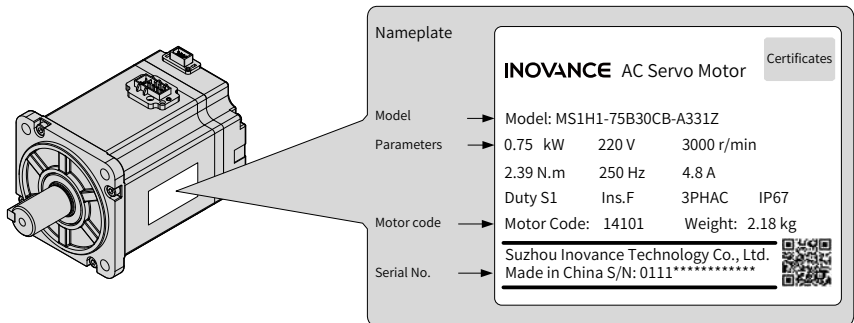 Nameplate
INOVANCE AC Servo Motor
Certificates
Model
Model: MS1H1-75B30CB-A331Z
Parameters
0.75 kW 220 V 3000 r/min
2.39 N.m 250 Hz 4.8 A
Duty S1 Ins.F 3PHAC IP67
Motor code
Motor Code: 14101 Weight: 2.18 kg
Suzhou Inovance Technology Co., Ltd.
Serial No.
Made in China S/N: 0111************